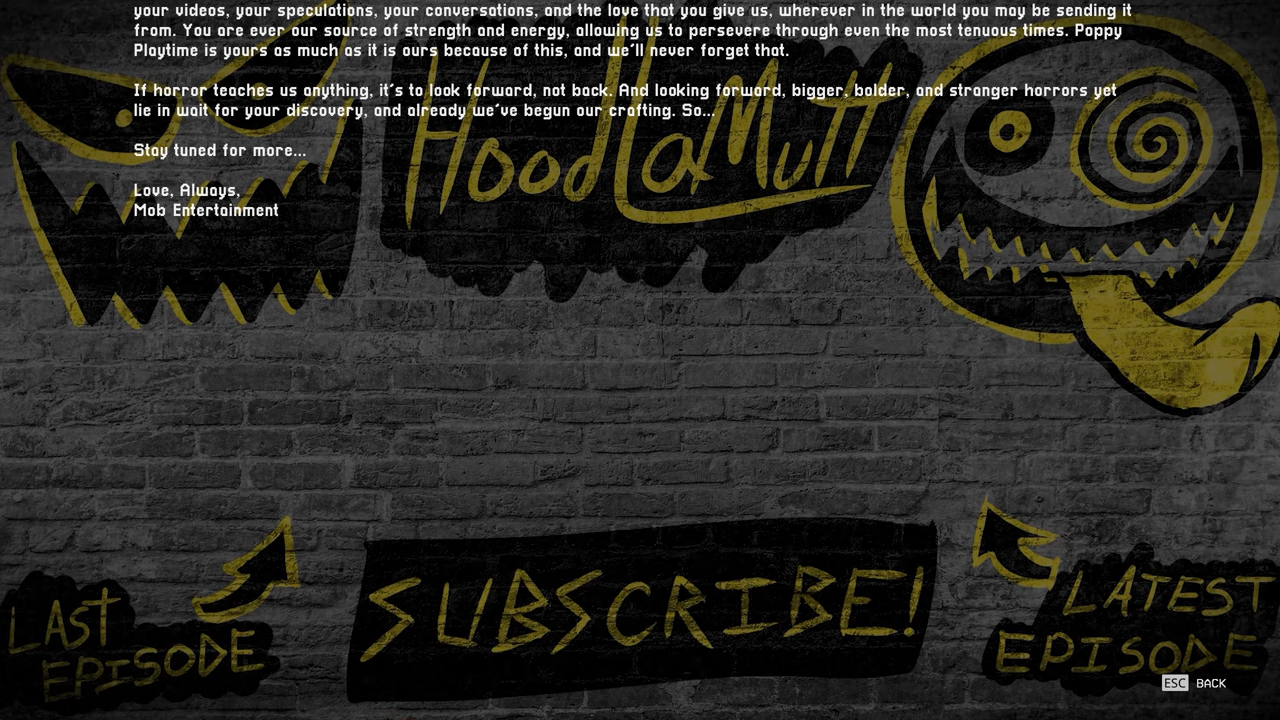 your videos, your speculations, your conversations, and the love that you give us, wherever in the world you may be sending it
from. You are ever our source of strength and energy, allowing us to persevere through even the most tenuous times. Poppy
Playtime is yours as much as it is ours because of this, and we'll never forget that.
If horror teaches us anything, it's to look forward, not back. And looking forward, bigger, bolder, and stranger horrors yet
lie in wait for your discovery, and already we've begun our crafting. So...
Stay tuned for more...
Love, Always,
Mob Entertainment
HoodLaMutt
SUBSCRIBE!
LAST
EPISODE
LATEST
EPISODE
ESC BACK